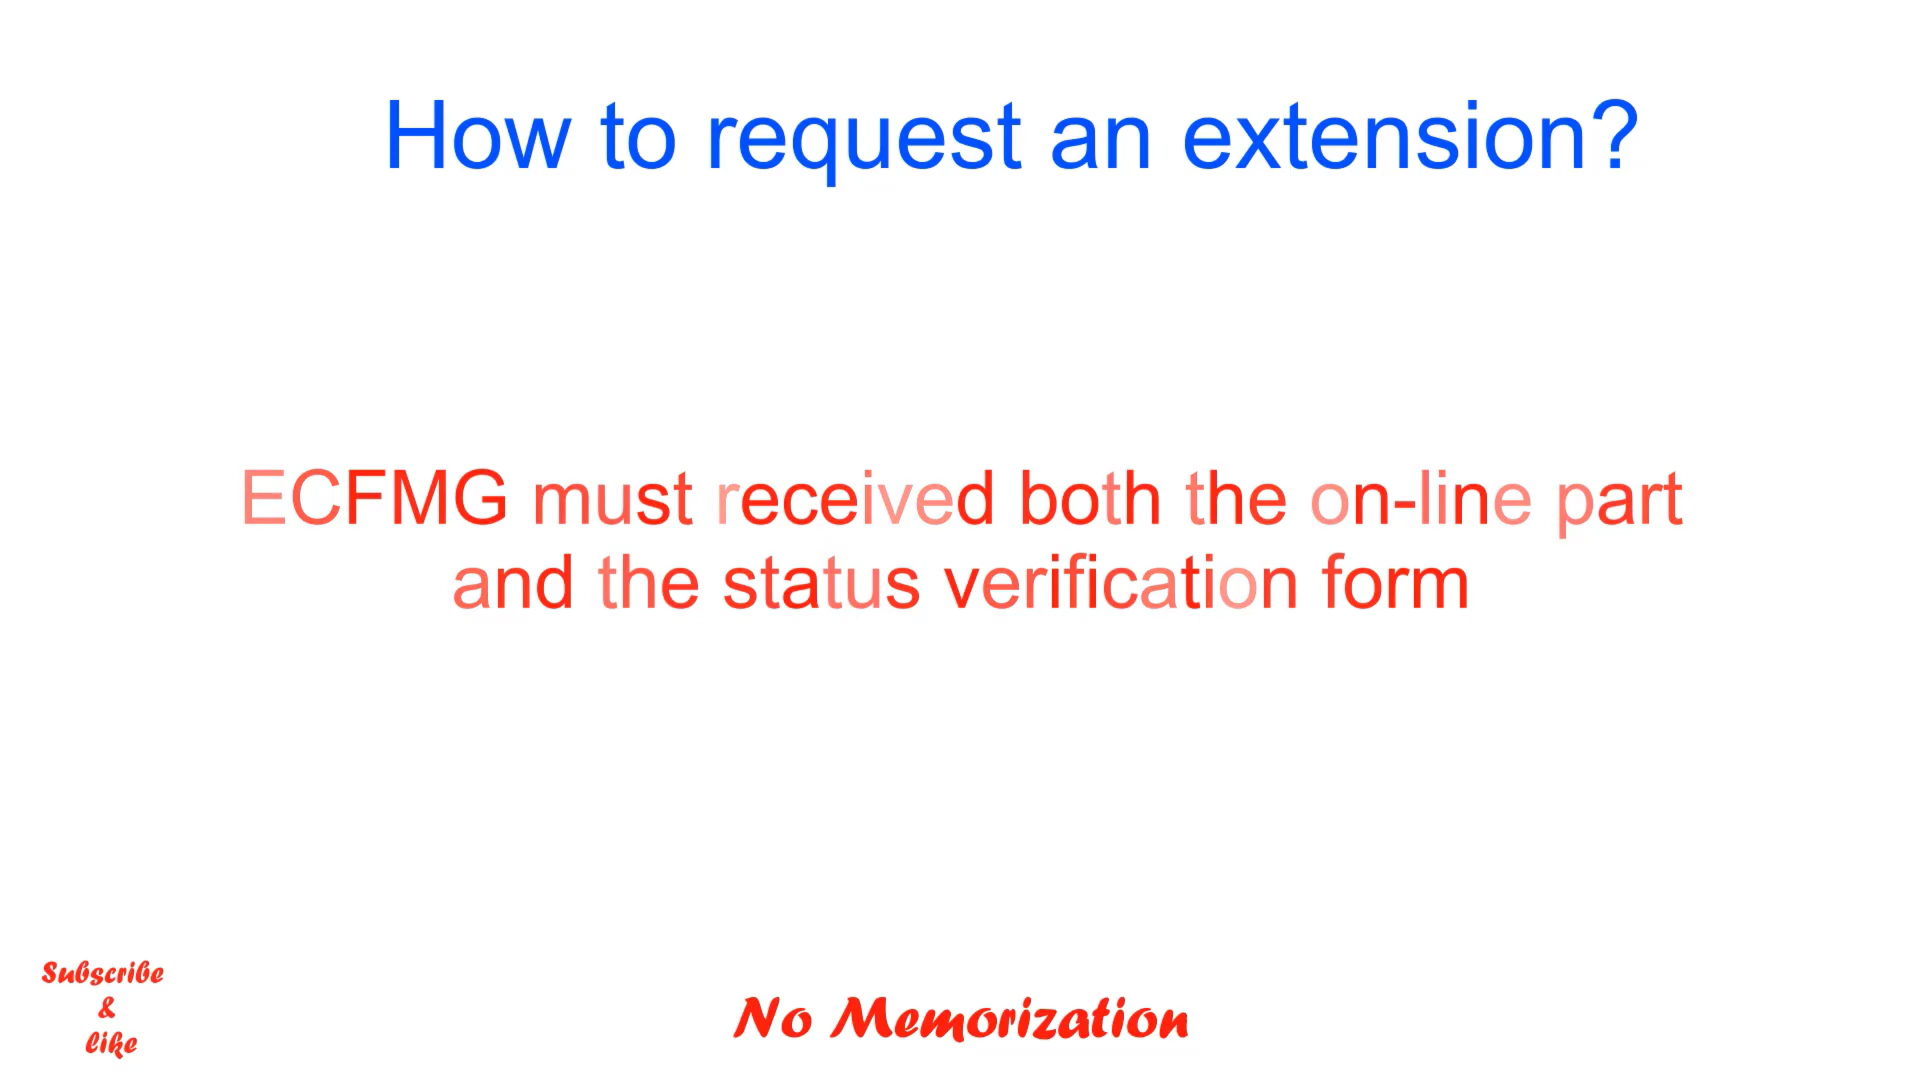 How to request an extension?
ECFMG must received both the on-line part
and the status verification form
Subscribe
&
like
No Memorization